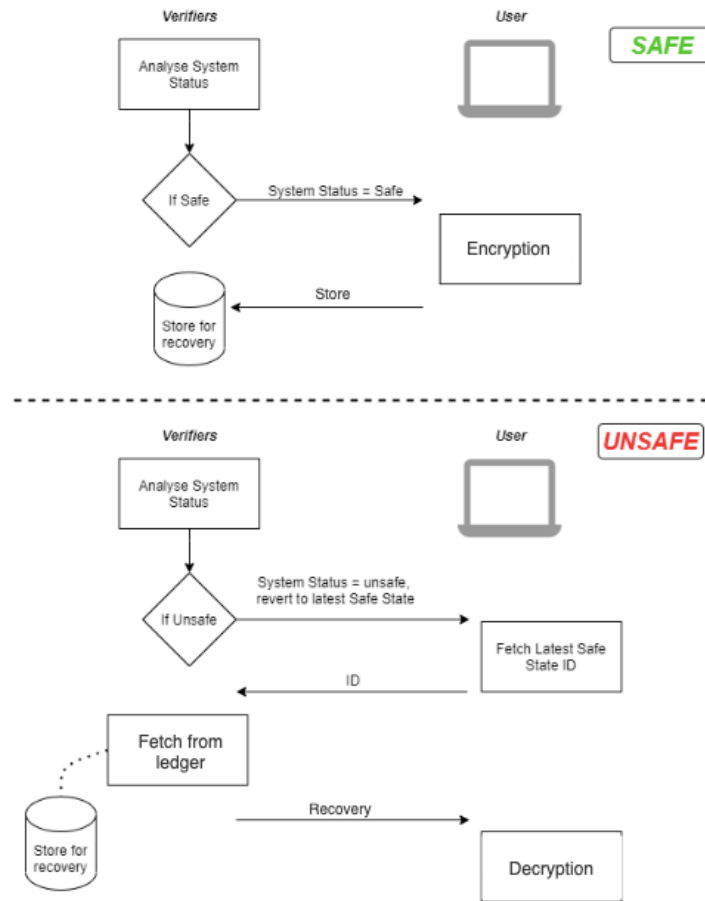 Verifiers
User
SAFE
Analyse System
Status
If Safe
System Status = Safe
Encryption
Store
Store for
recovery
Verifiers
User
UNSAFE
Analyse System
Status
System Status = unsafe,
revert to latest Safe State
If Unsafe
Fetch Latest Safe
State ID
ID
Fetch from
ledger
Recovery
Store for
recovery
Decryption